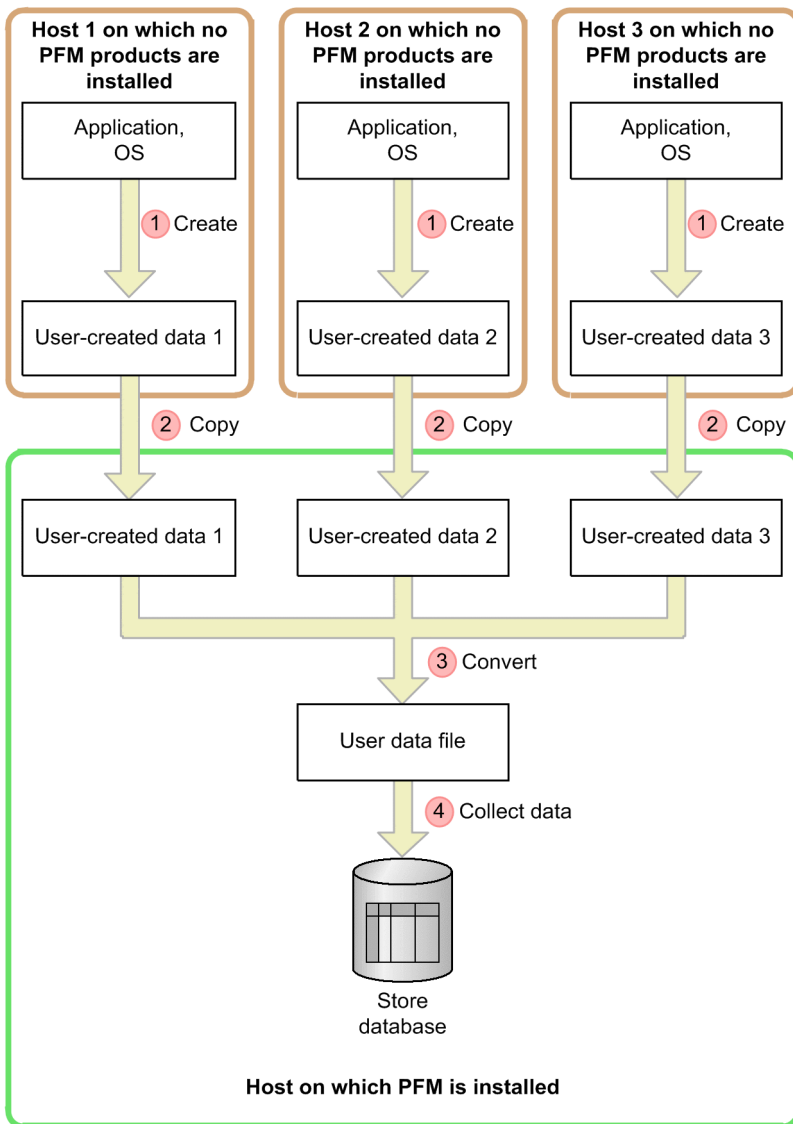 Host 1 on which no
PFM products are
installed
Host 2 on which no
PFM products are
installed
Host 3 on which no
PFM products are
installed
Application,
OS
Application,
OS
Application,
OS
1 Create
1 Create
1 Create
User-created data 1
User-created data 2
User-created data 3
2 Copy
2 Copy
2 Copy
User-created data 1
User-created data 2
User-created data 3
3 Convert
User data file
4 Collect data
Store
database
Host on which PFM is installed